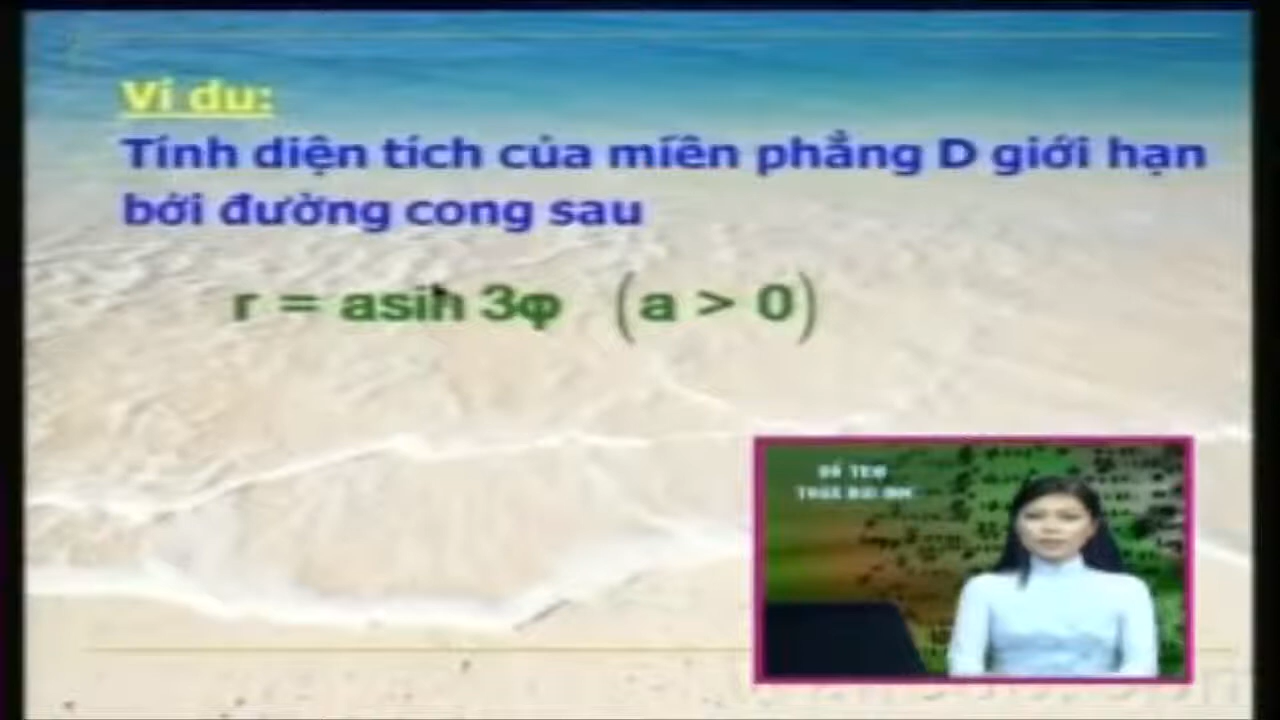 Ví dụ:
Tính diện tích của miền phẳng D giới hạn
bởi đường cong sau
r = asin 3φ (a > 0)